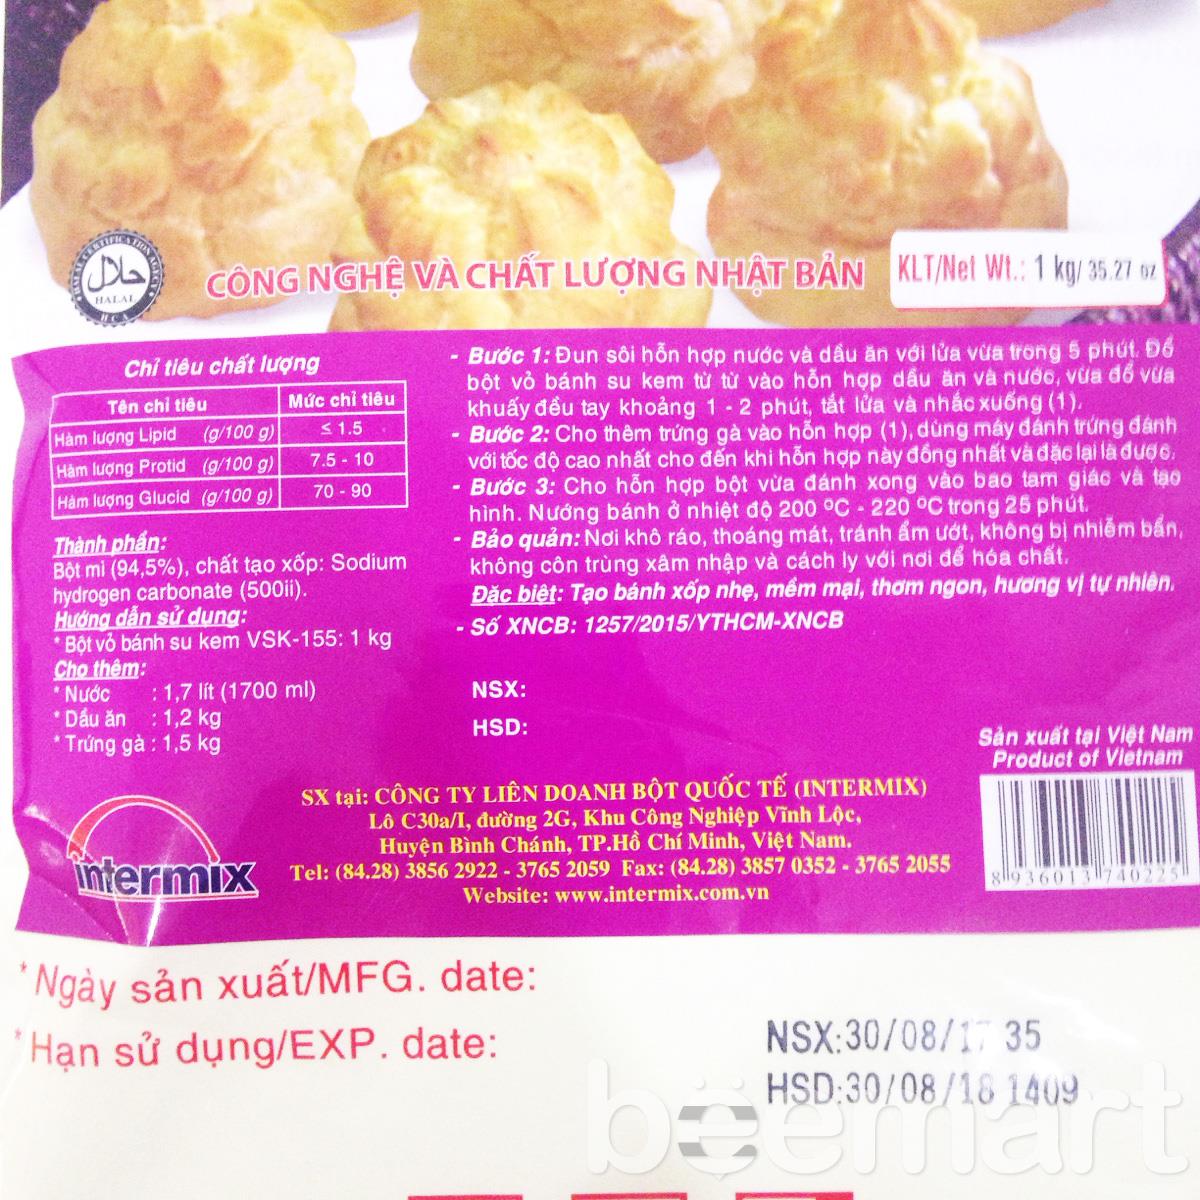 HALAL CERTIFICATION AGENCY
حلال
HALAL
HCA
CÔNG NGHỆ VÀ CHẤT LƯỢNG NHẬT BẢN
KLT/Net Wt.: 1 kg/ 35.27 oz
Chỉ tiêu chất lượng
Tên chỉ tiêu Mức chỉ tiêu
Hàm lượng Lipid (g/100 g) ≤ 1.5
Hàm lượng Protid (g/100 g) 7.5 - 10
Hàm lượng Glucid (g/100 g) 70 - 90
Thành phần:
Bột mì (94,5%), chất tạo xốp: Sodium
hydrogen carbonate (500ii).
Hướng dẫn sử dụng:
* Bột vỏ bánh su kem VSK-155: 1 kg
Cho thêm:
* Nước : 1,7 lít (1700 ml)
* Dầu ăn : 1,2 kg
* Trứng gà : 1,5 kg
- Bước 1: Đun sôi hỗn hợp nước và dầu ăn với lửa vừa trong 5 phút. Đổ
bột vỏ bánh su kem từ từ vào hỗn hợp dầu ăn và nước, vừa đổ vừa
khuấy đều tay khoảng 1 - 2 phút, tắt lửa và nhấc xuống (1).
- Bước 2: Cho thêm trứng gà vào hỗn hợp (1), dùng máy đánh trứng đánh
với tốc độ cao nhất cho đến khi hỗn hợp này đồng nhất và đặc lại là được.
- Bước 3: Cho hỗn hợp bột vừa đánh xong vào bao tam giác và tạo
hình. Nướng bánh ở nhiệt độ 200 ºC - 220 ºC trong 25 phút.
- Bảo quản: Nơi khô ráo, thoáng mát, tránh ẩm ướt, không bị nhiễm bẩn,
không côn trùng xâm nhập và cách ly với nơi để hóa chất.
Đặc biệt: Tạo bánh xốp nhẹ, mềm mại, thơm ngon, hương vị tự nhiên.
- Số XNCB: 1257/2015/YTHCM-XNCB
NSX:
HSD:
Sản xuất tại Việt Nam
Product of Vietnam
8 936013 740225
intermix
SX tại: CÔNG TY LIÊN DOANH BỘT QUỐC TẾ (INTERMIX)
Lô C30a/I, đường 2G, Khu Công Nghiệp Vĩnh Lộc,
Huyện Bình Chánh, TP.Hồ Chí Minh, Việt Nam.
Tel: (84.28) 3856 2922 - 3765 2059 Fax: (84.28) 3857 0352 - 3765 2055
Website: www.intermix.com.vn
* Ngày sản xuất/MFG. date:
* Hạn sử dụng/EXP. date:
NSX:30/08/17 35
HSD:30/08/18 1409
beemart